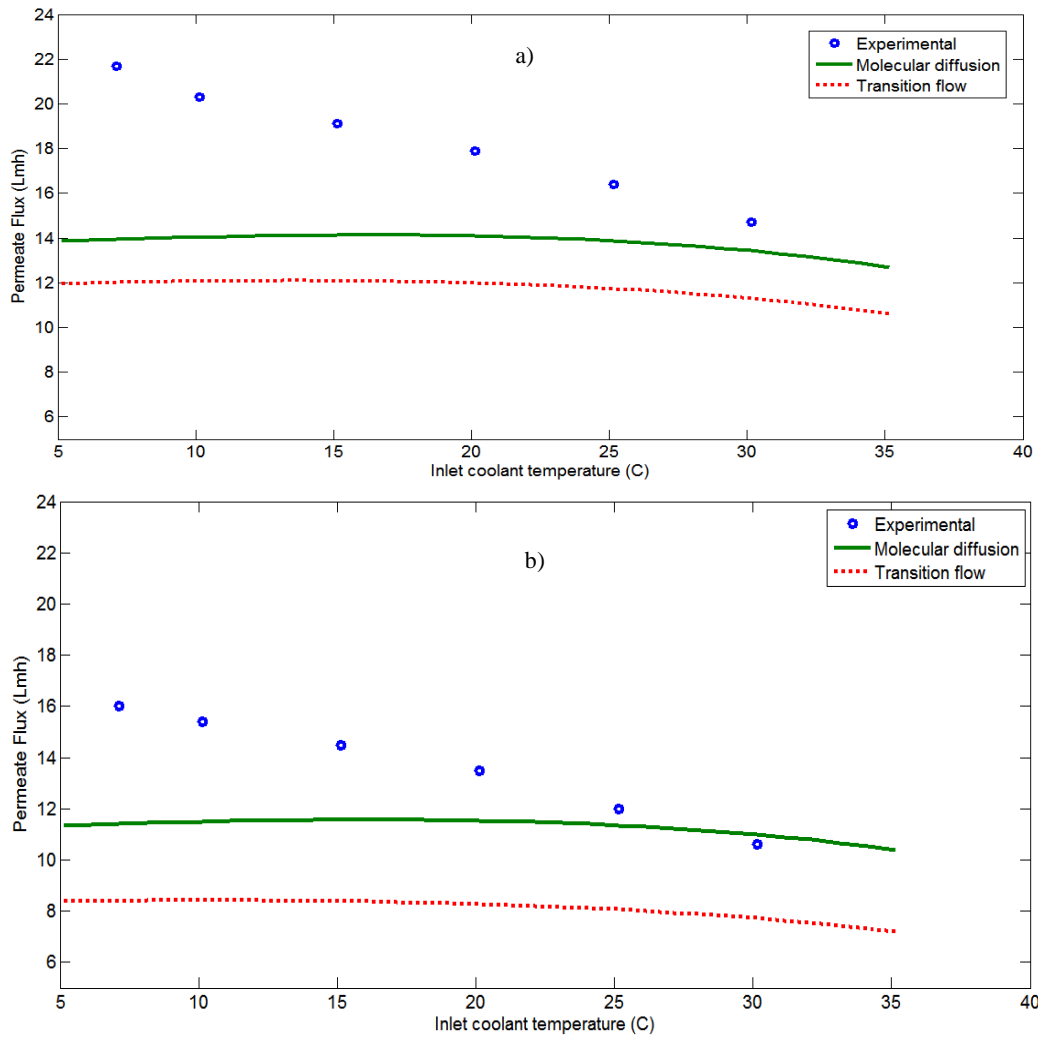 24
22
20
18
16
14
12
10
8
6
Permeate Flux (Lmh)
a)
Experimental
Molecular diffusion
Transition flow
5 10 15 20 25 30 35 40
Inlet coolant temperature (C)
24
22
20
18
16
14
12
10
8
6
Permeate Flux (Lmh)
b)
Experimental
Molecular diffusion
Transition flow
5 10 15 20 25 30 35 40
Inlet coolant temperature (C)